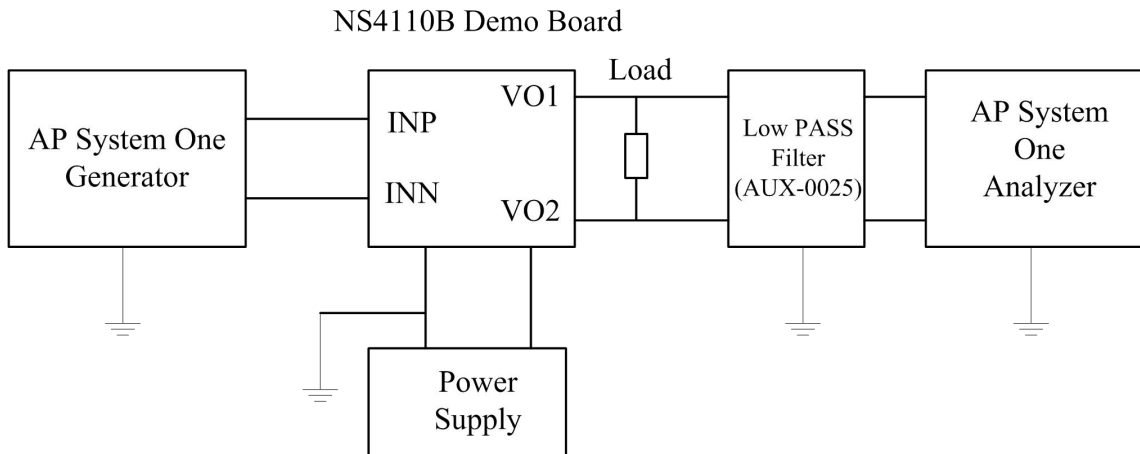 NS4110B Demo Board
AP System One
Generator
INP
INN
VO1
VO2
Load
Low PASS
Filter
(AUX-0025)
AP System
One
Analyzer
Power
Supply